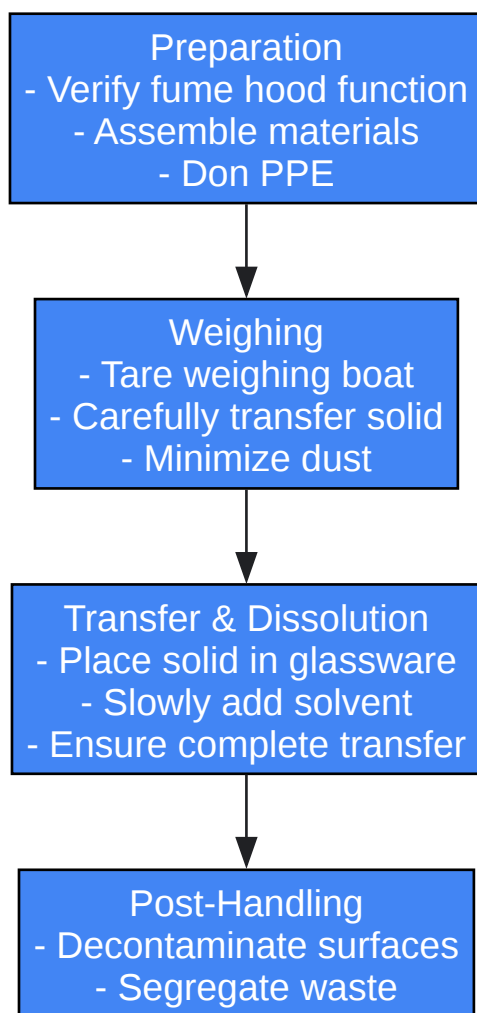 Preparation
- Verify fume hood function
- Assemble materials
- Don PPE
Weighing
- Tare weighing boat
- Carefully transfer solid
- Minimize dust
Transfer & Dissolution
- Place solid in glassware
- Slowly add solvent
- Ensure complete transfer
Post-Handling
- Decontaminate surfaces
- Segregate waste